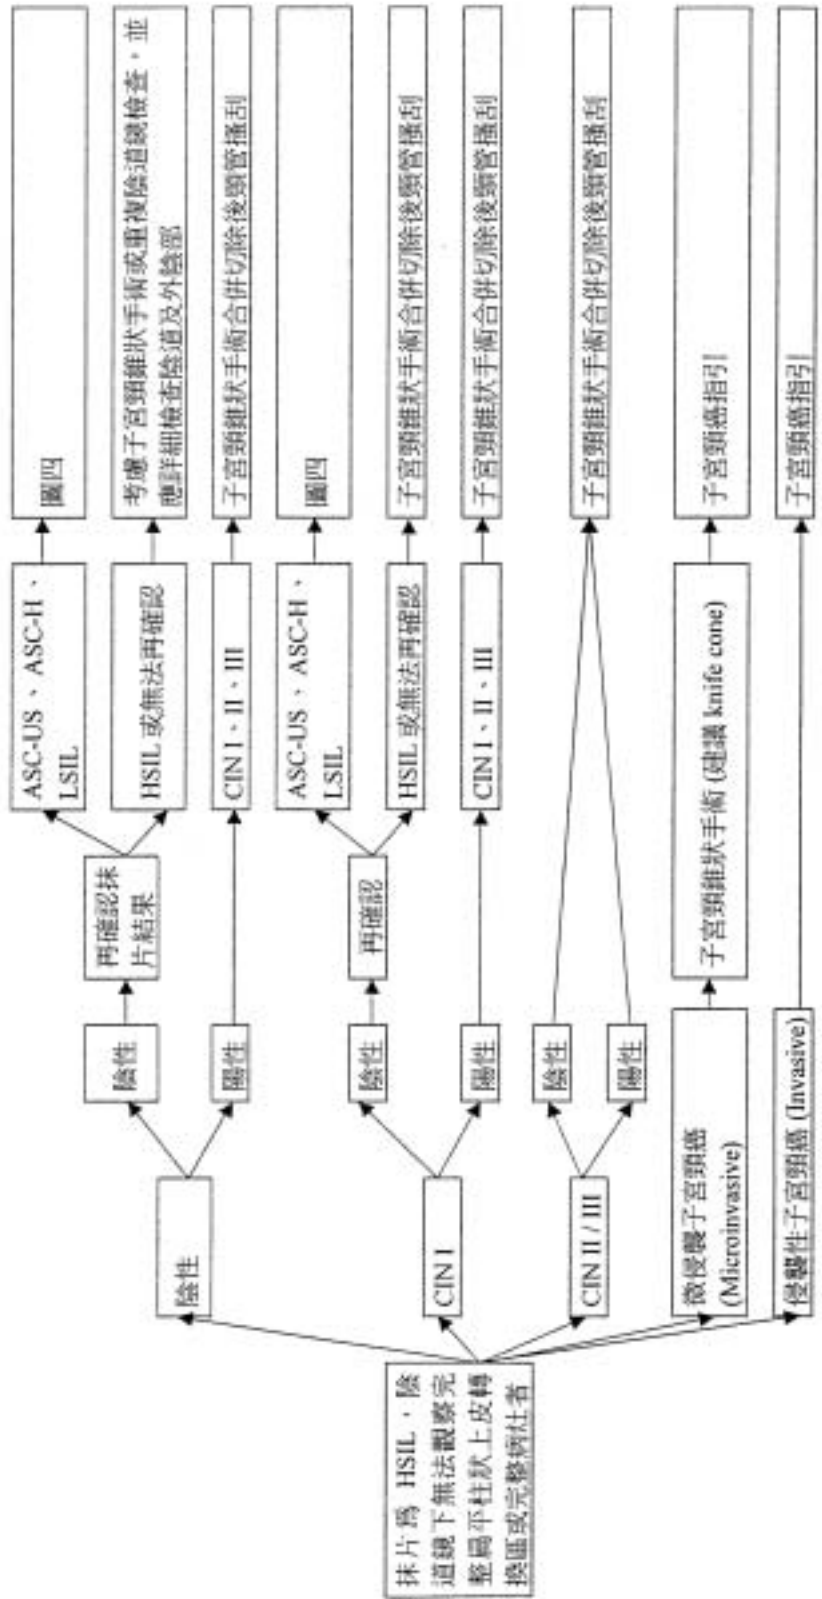 抹片為 HSIL，陰
道鏡下無法觀察完
整扁平柱狀上皮轉
換區或完整病灶者
陰性
陰性
再確認抹
片結果
ASC-US、ASC-H、
LSIL
圖四
HSIL 或無法再確認
考慮子宮頸錐狀手術或重複陰道鏡檢查，並
應詳細檢查陰道及外陰部
陽性
CIN I、II、III
子宮頸錐狀手術合併切除後頸管搔刮
CIN I
陰性
再確認
ASC-US、ASC-H、
LSIL
圖四
HSIL 或無法再確認
子宮頸錐狀手術合併切除後頸管搔刮
陽性
CIN I、II、III
子宮頸錐狀手術合併切除後頸管搔刮
CIN II / III
陰性
陽性
子宮頸錐狀手術合併切除後頸管搔刮
微侵襲子宮頸癌
(Microinvasive)
子宮頸錐狀手術 (建議 knife cone)
子宮頸癌指引
侵襲性子宮頸癌 (Invasive)
子宮頸癌指引